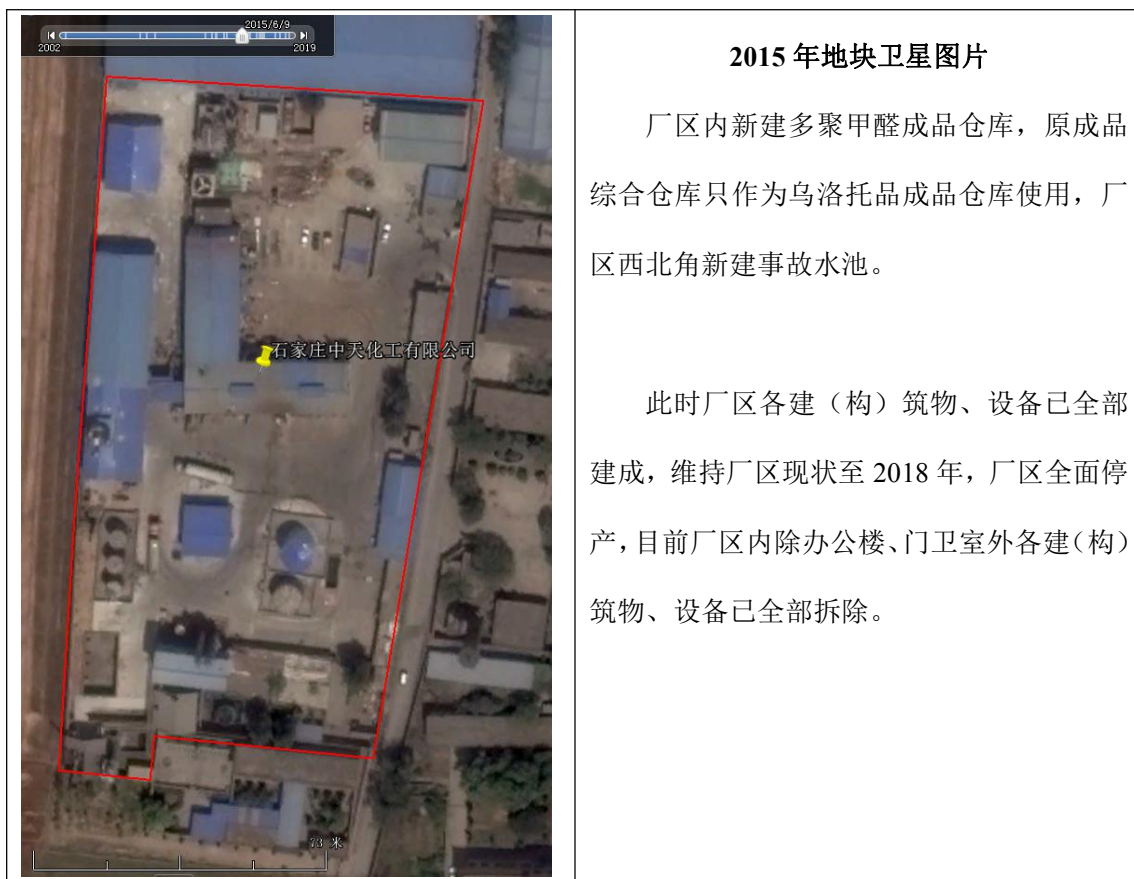 2015/6/9
2002
2019
石家庄中天化工有限公司
73 米
2015 年地块卫星图片
厂区内新建多聚甲醛成品仓库，原成品
综合仓库只作为乌洛托品成品仓库使用，厂
区西北角新建事故水池。
此时厂区各建（构）筑物、设备已全部
建成，维持厂区现状至 2018 年，厂区全面停
产，目前厂区内除办公楼、门卫室外各建（构）
筑物、设备已全部拆除。